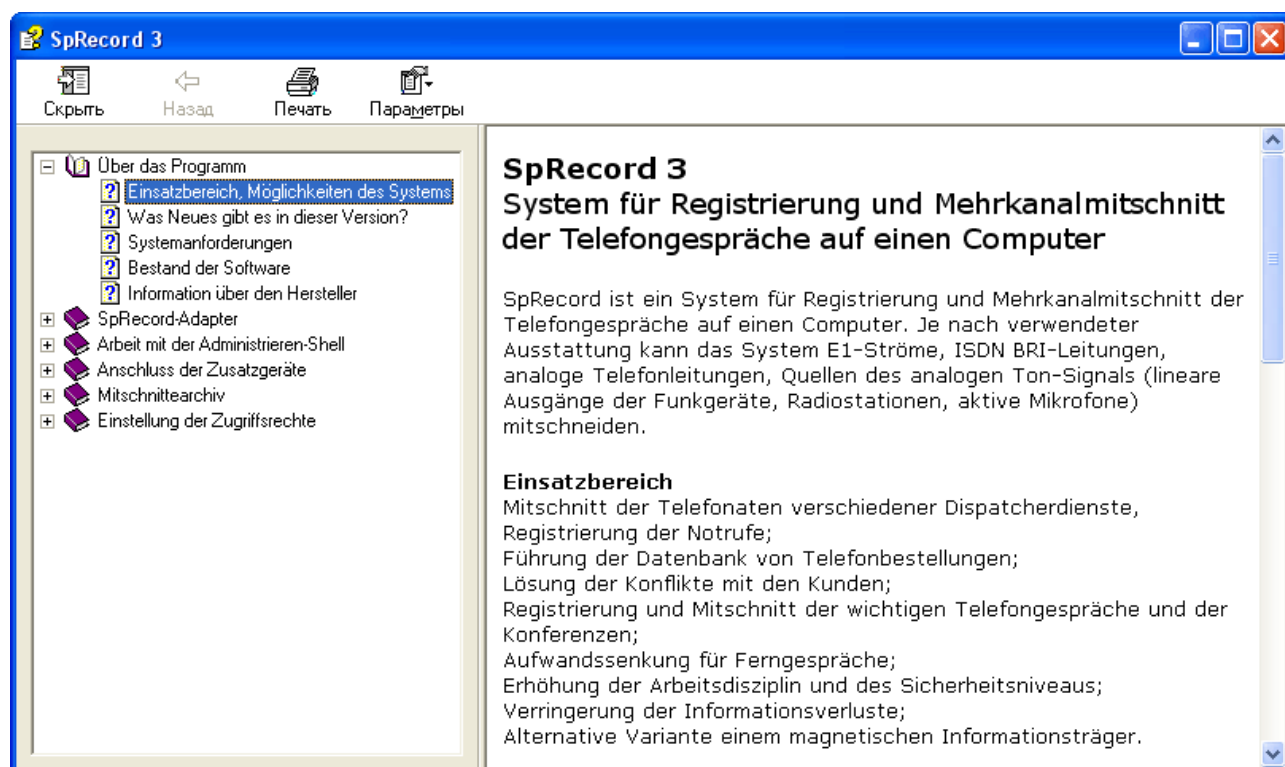 SpRecord 3
Скрыть
Назад
Печать
Параметры
Über das Programm
Einsatzbereich, Möglichkeiten des Systems
Was Neues gibt es in dieser Version?
Systemanforderungen
Bestand der Software
Information über den Hersteller
SpRecord-Adapter
Arbeit mit der Administrieren-Shell
Anschluss der Zusatzgeräte
Mitschnittearchiv
Einstellung der Zugriffsrechte
SpRecord 3
System für Registrierung und Mehrkanalmitschnitt
der Telefongespräche auf einen Computer
SpRecord ist ein System für Registrierung und Mehrkanalmitschnitt der
Telefongespräche auf einen Computer. Je nach verwendeter
Ausstattung kann das System E1-Ströme, ISDN BRI-Leitungen,
analoge Telefonleitungen, Quellen des analogen Ton-Signals (lineare
Ausgänge der Funkgeräte, Radiostationen, aktive Mikrofone)
mitschneiden.
Einsatzbereich
Mitschnitt der Telefonaten verschiedener Dispatcherdienste,
Registrierung der Notrufe;
Führung der Datenbank von Telefonbestellungen;
Lösung der Konflikte mit den Kunden;
Registrierung und Mitschnitt der wichtigen Telefongespräche und der
Konferenzen;
Aufwandssenkung für Ferngespräche;
Erhöhung der Arbeitsdisziplin und des Sicherheitsniveaus;
Verringerung der Informationsverluste;
Alternative Variante einem magnetischen Informationsträger.